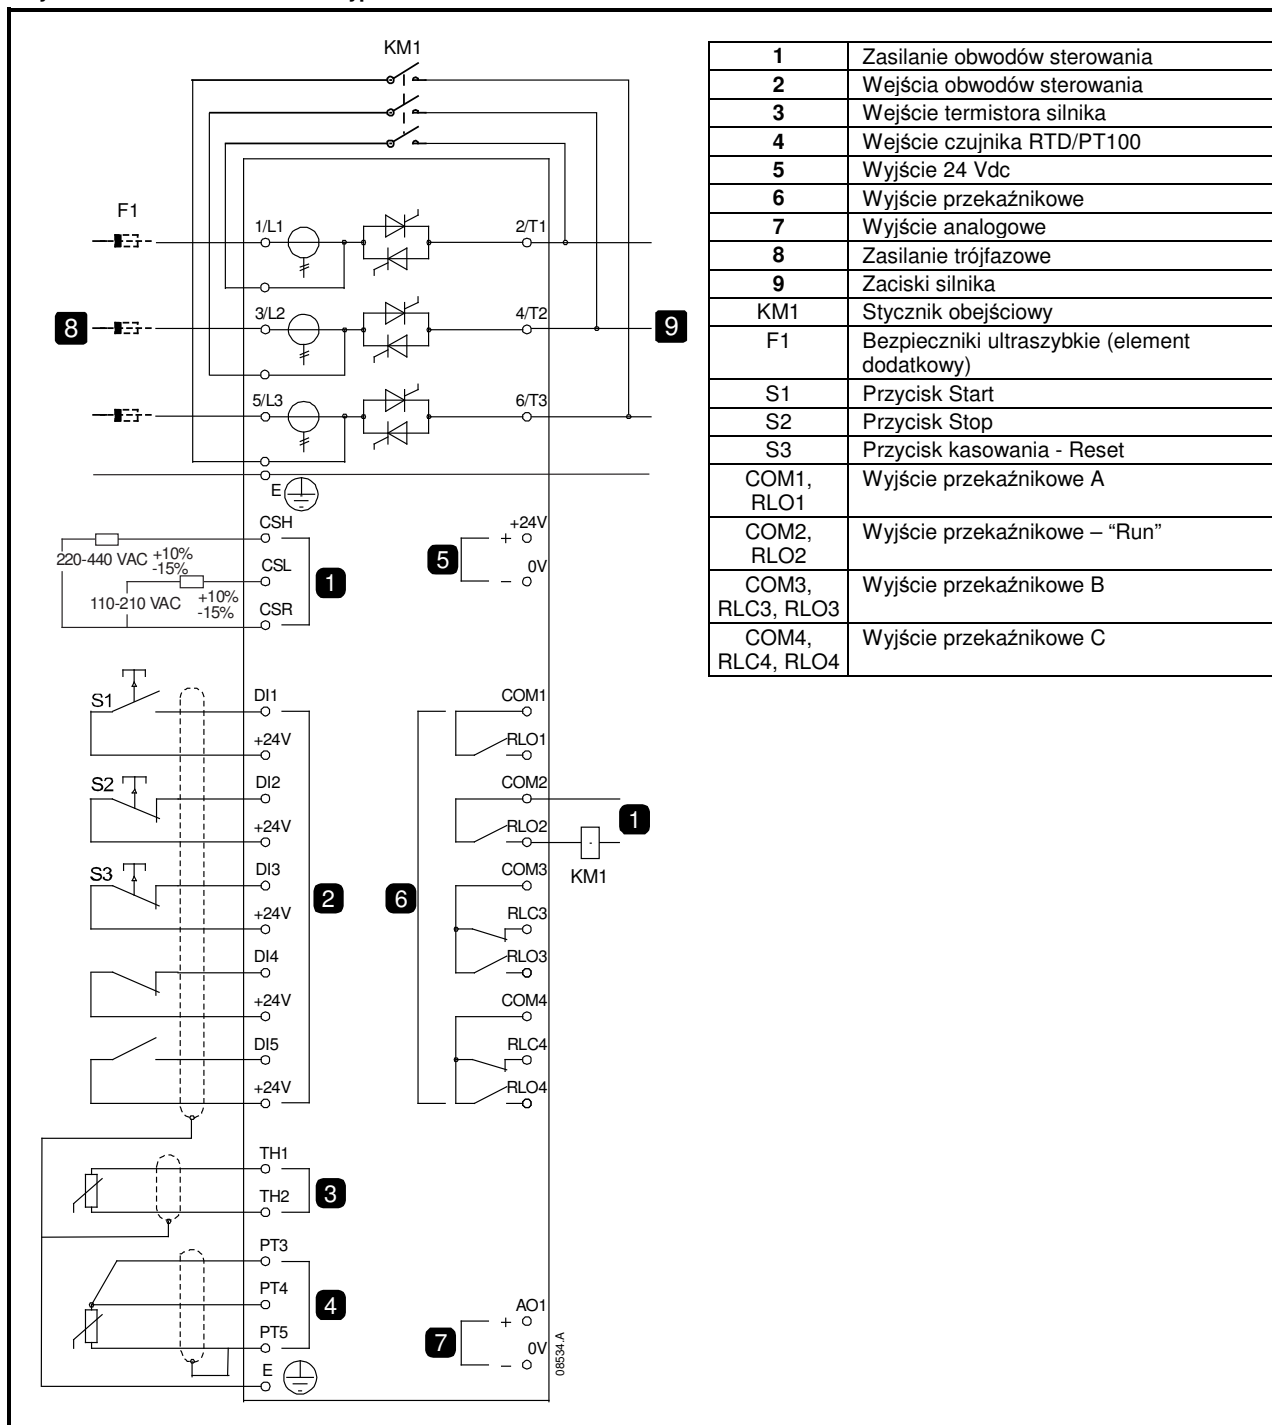 KM1
F1
1/L1
2/T1
3/L2
4/T2
8
9
5/L3
6/T3
E
CSH
220-440 VAC +10%
-15%
CSL
110-210 VAC +10%
-15%
CSR
1
+24V
+
5
0V
–
S1
DI1
+24V
S2
DI2
+24V
S3
DI3
2
+24V
DI4
+24V
DI5
+24V
COM1
RLO1
COM2
RLO2
1
KM1
COM3
6
RLC3
RLO3
COM4
RLC4
RLO4
TH1
3
TH2
PT3
PT4
4
PT5
E
AO1
+
7
0V
–
08534.A
1 Zasilanie obwodów sterowania
2 Wejścia obwodów sterowania
3 Wejście termistora silnika
4 Wejście czujnika RTD/PT100
5 Wyjście 24 Vdc
6 Wyjście przekaźnikowe
7 Wyjście analogowe
8 Zasilanie trójfazowe
9 Zaciski silnika
KM1 Stycznik obejściowy
F1 Bezpieczniki ultraszybkie (element
dodatkowy)
S1 Przycisk Start
S2 Przycisk Stop
S3 Przycisk kasowania - Reset
COM1, Wyjście przekaźnikowe A
RLO1
COM2, Wyjście przekaźnikowe – “Run”
RLO2
COM3, Wyjście przekaźnikowe B
RLC3, RLO3
COM4, Wyjście przekaźnikowe C
RLC4, RLO4